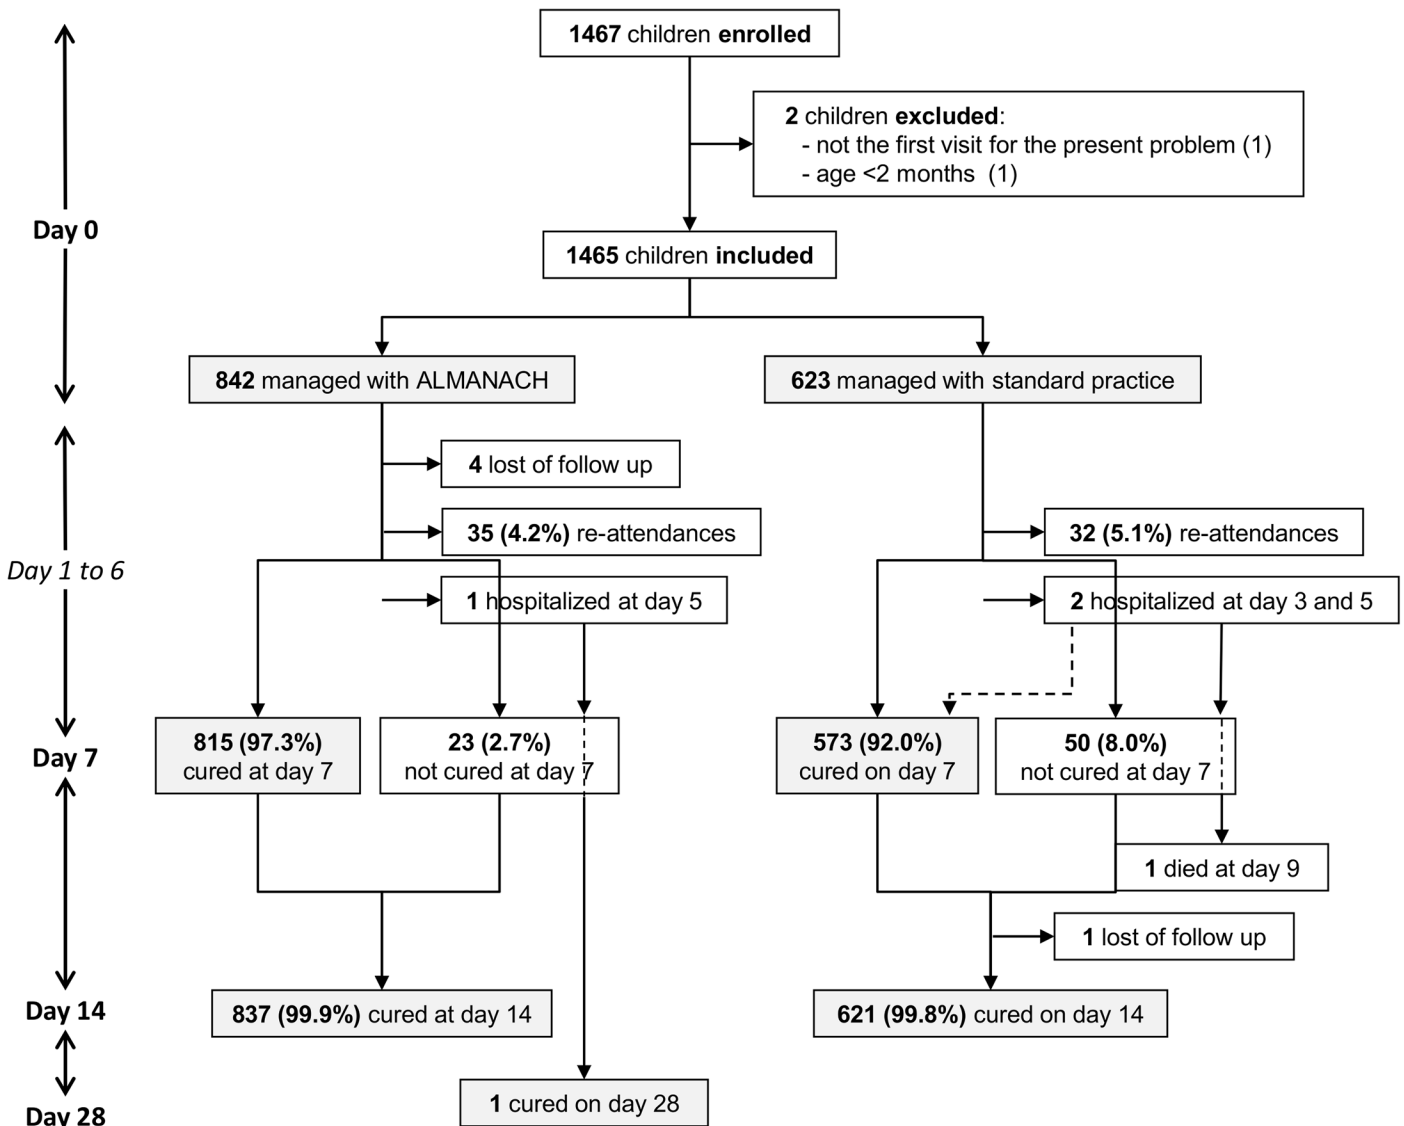 1467 children enrolled
2 children excluded:
- not the first visit for the present problem (1)
- age <2 months (1)
Day 0
1465 children included
842 managed with ALMANACH
623 managed with standard practice
4 lost of follow up
35 (4.2%) re-attendances
32 (5.1%) re-attendances
Day 1 to 6
1 hospitalized at day 5
2 hospitalized at day 3 and 5
Day 7
815 (97.3%)
cured at day 7
23 (2.7%)
not cured at day 7
573 (92.0%)
cured on day 7
50 (8.0%)
not cured at day 7
1 died at day 9
1 lost of follow up
Day 14
837 (99.9%) cured at day 14
621 (99.8%) cured on day 14
1 cured on day 28
Day 28